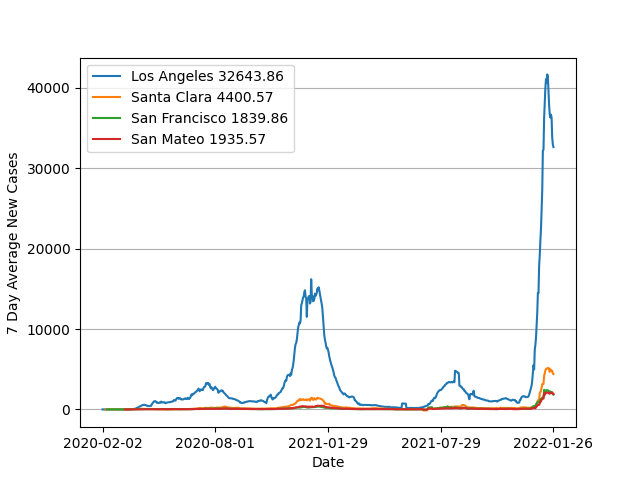 Los Angeles 32643.86
Santa Clara 4400.57
San Francisco 1839.86
San Mateo 1935.57
7 Day Average New Cases
40000
30000
20000
10000
0
2020-02-02 2020-08-01 2021-01-29 2021-07-29 2022-01-26
Date